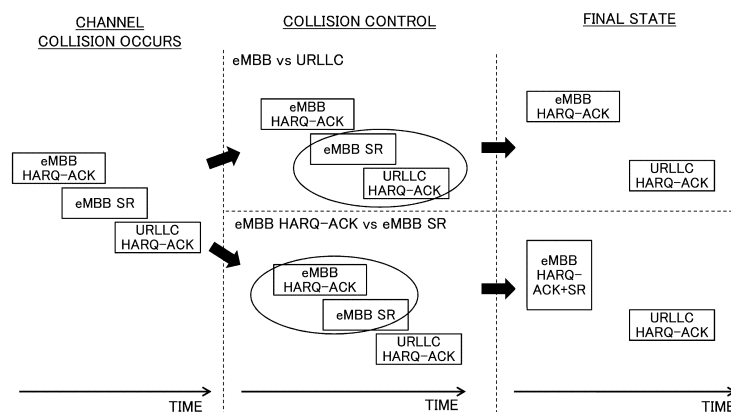 CHANNEL
COLLISION OCCURS
eMBB
HARQ-ACK
eMBB SR
URLLC
HARQ-ACK
TIME
COLLISION CONTROL
eMBB vs URLLC
eMBB
HARQ-ACK
eMBB SR
URLLC
HARQ-ACK
eMBB HARQ-ACK vs eMBB SR
eMBB
HARQ-ACK
eMBB SR
URLLC
HARQ-ACK
TIME
FINAL STATE
eMBB
HARQ-ACK
URLLC
HARQ-ACK
eMBB
HARQ-
ACK+SR
URLLC
HARQ-ACK
TIME